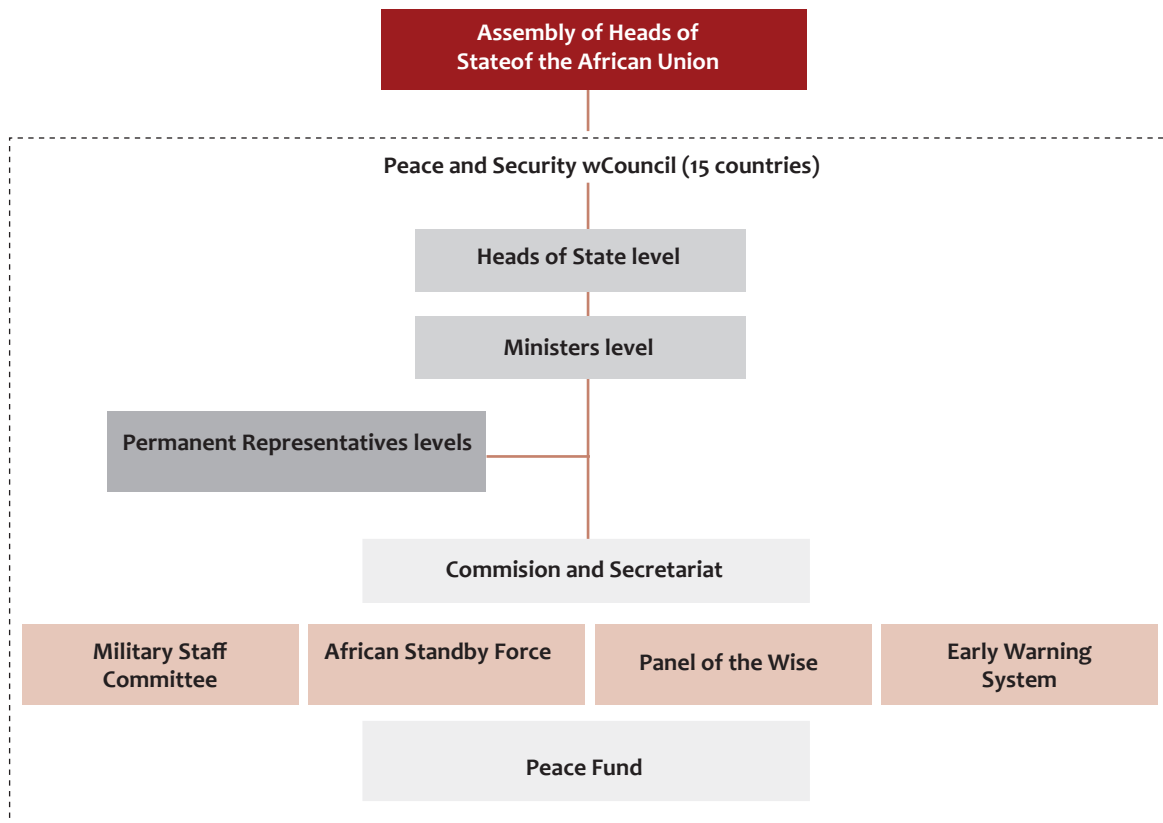 Assembly of Heads of
Stateof the African Union
Peace and Security wCouncil (15 countries)
Heads of State level
Ministers level
Permanent Representatives levels
Commision and Secretariat
Military Staff
Committee
African Standby Force
Panel of the Wise
Early Warning
System
Peace Fund